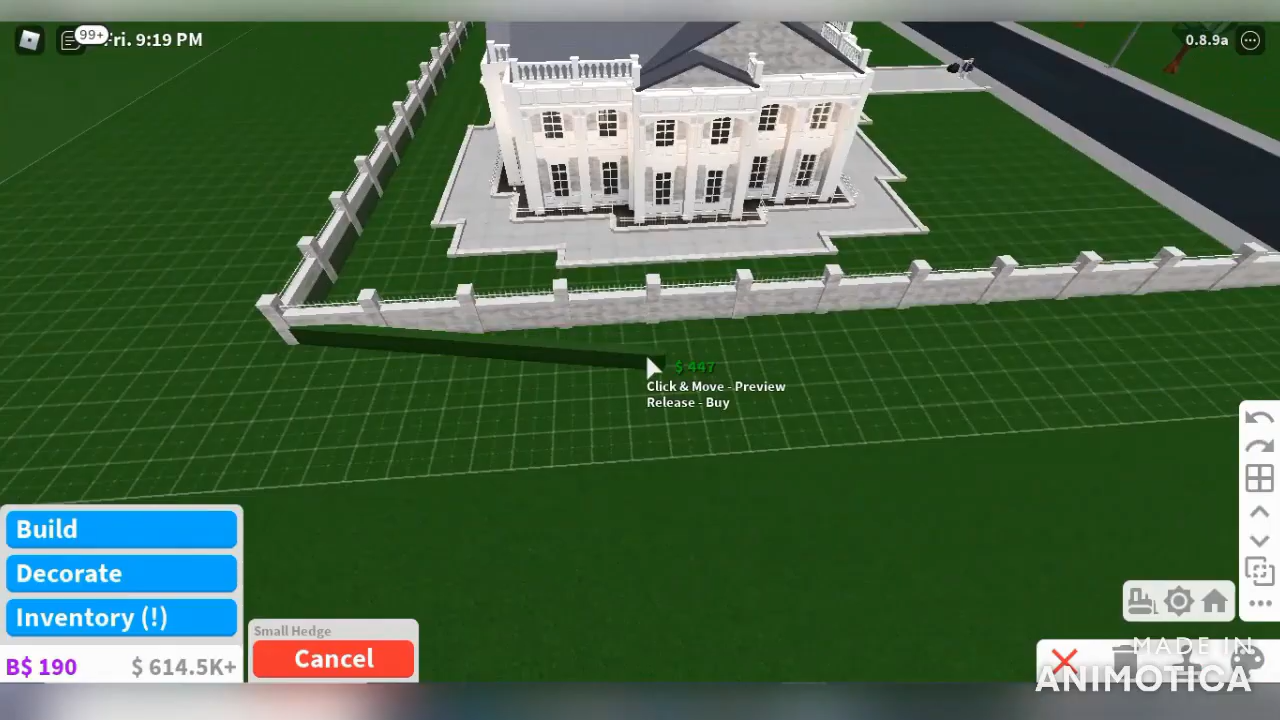 99+
Fri. 9:19 PM
0.8.9a
$ 447
Click & Move - Preview
Release - Buy
Build
Decorate
Inventory (!)
B$ 190
$ 614.5K+
Small Hedge
Cancel
MADE IN
ANIMOTICA